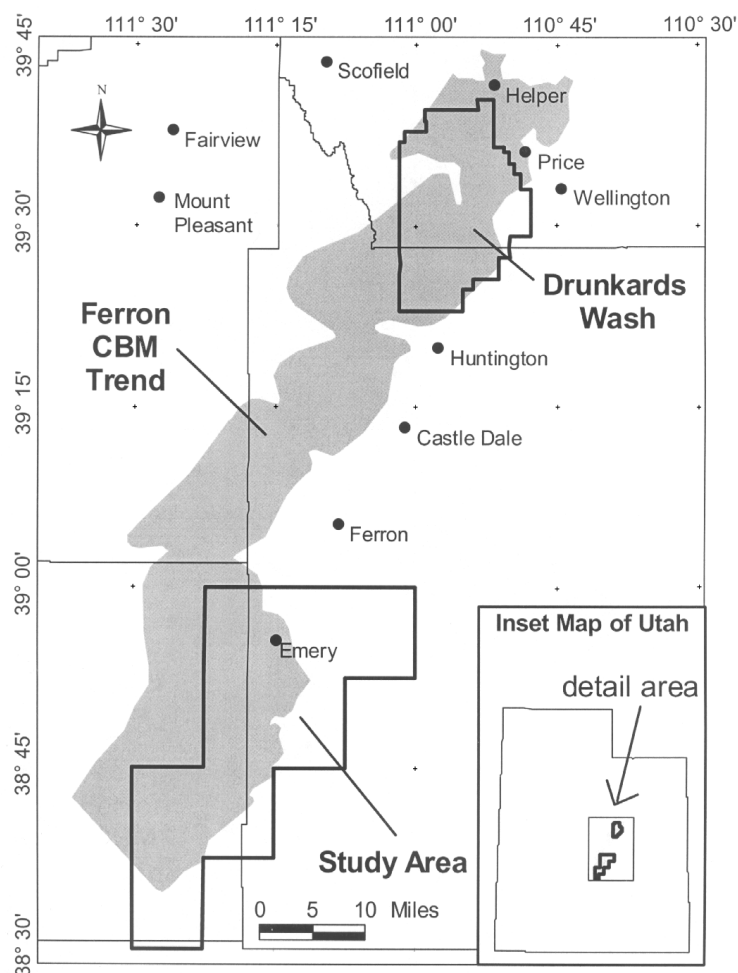 111° 30'
111° 15'
111° 00'
110° 45'
110° 30'
39° 45'
39° 30'
39° 15'
39° 00'
38° 45'
38° 30'
N
Scofield
Helper
Fairview
Price
Mount
Pleasant
Wellington
Drunkards
Wash
Ferron
CBM
Trend
Huntington
Castle Dale
Ferron
Emery
Study Area
0 5 10 Miles
Inset Map of Utah
detail area